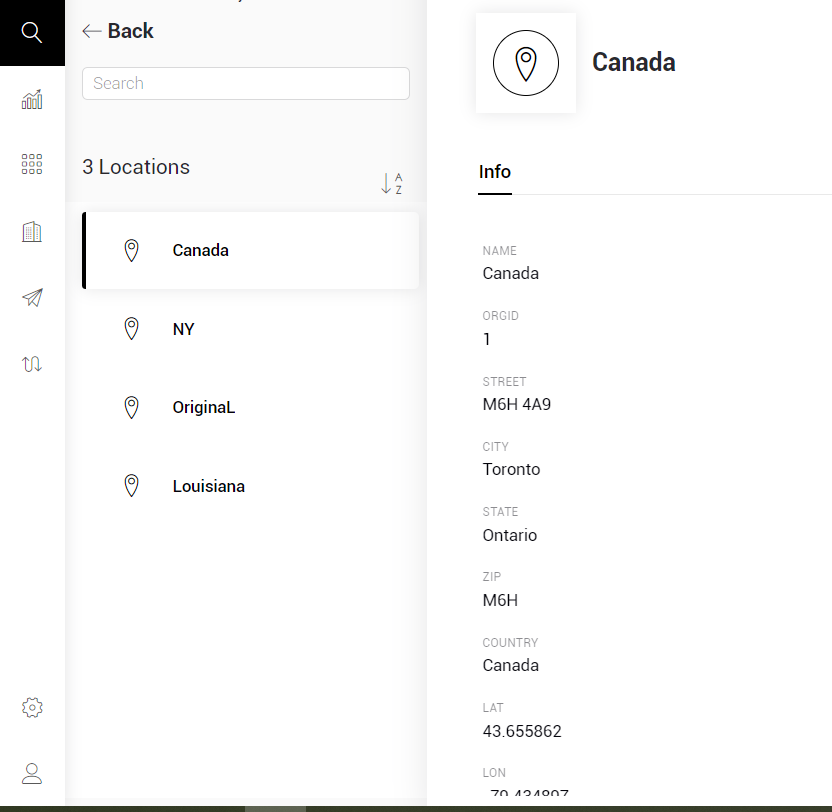 Back
Search
3 Locations
A
Z
Canada
NY
OriginaL
Louisiana
Canada
Info
NAME
Canada
ORGID
1
STREET
M6H 4A9
CITY
Toronto
STATE
Ontario
ZIP
M6H
COUNTRY
Canada
LAT
43.655862
LON